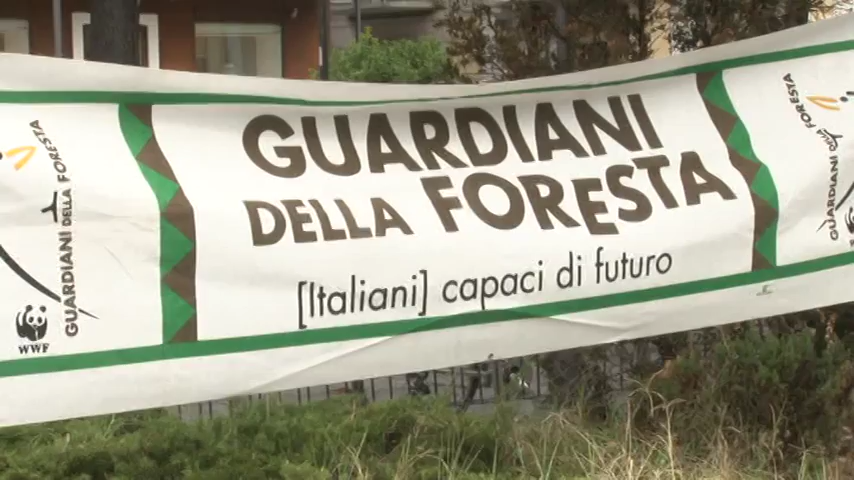 GUARDIANI
DELLA FORESTA
[Italiani] capaci di futuro
GUARDIANI DELLA FORESTA
WWF
GUARDIANI DELLA FORESTA